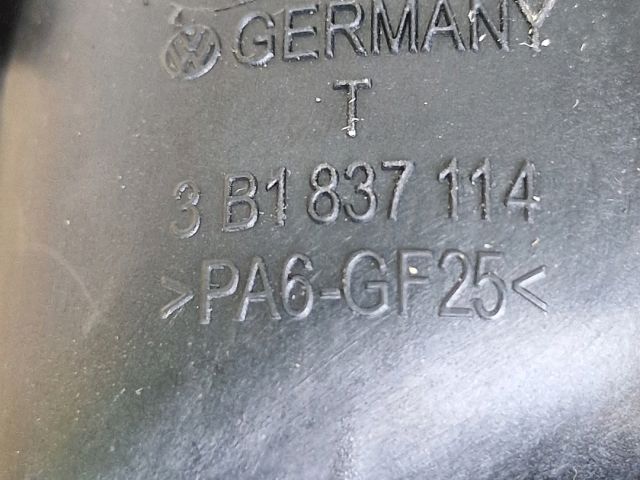 GERMANY
T
3 B1 837 114
>PA6-GF25<